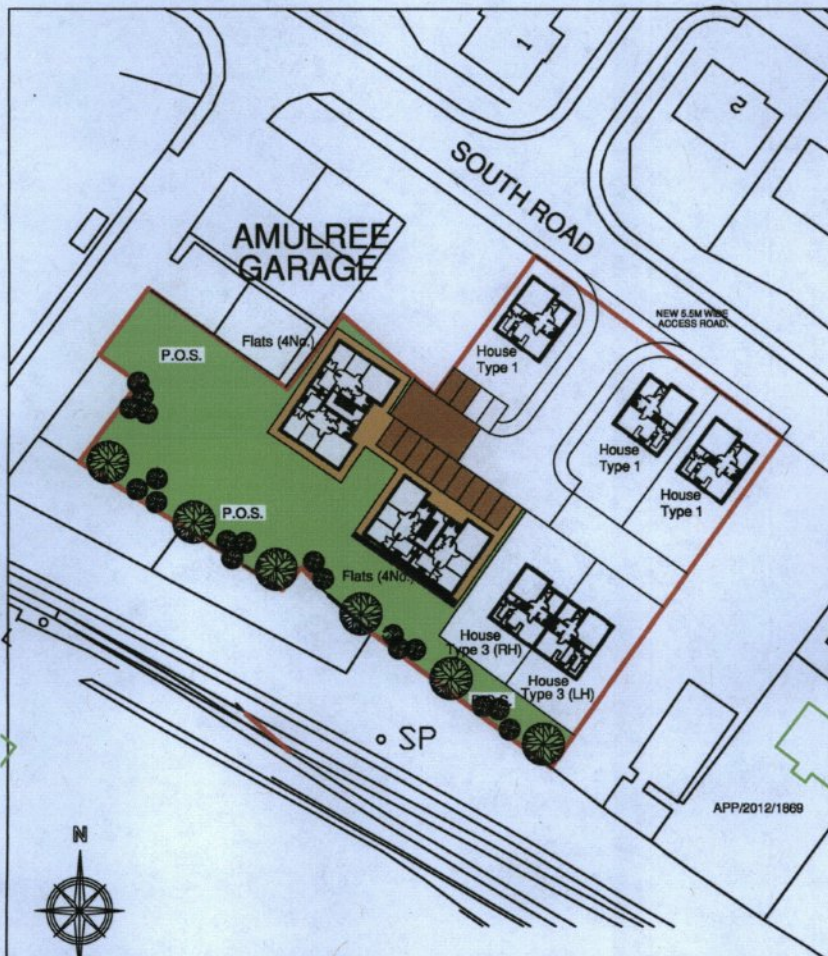 1
2
SOUTH ROAD
AMULREE
GARAGE
NEW 5.5M WIDE
ACCESS ROAD.
Flats (4No.)
P.O.S.
House
Type 1
House
Type 1
House
Type 1
P.O.S.
Flats (4No.)
House
Type 3 (RH)
House
Type 3 (LH)
P.O.S.
SP
APP/2012/1869
N